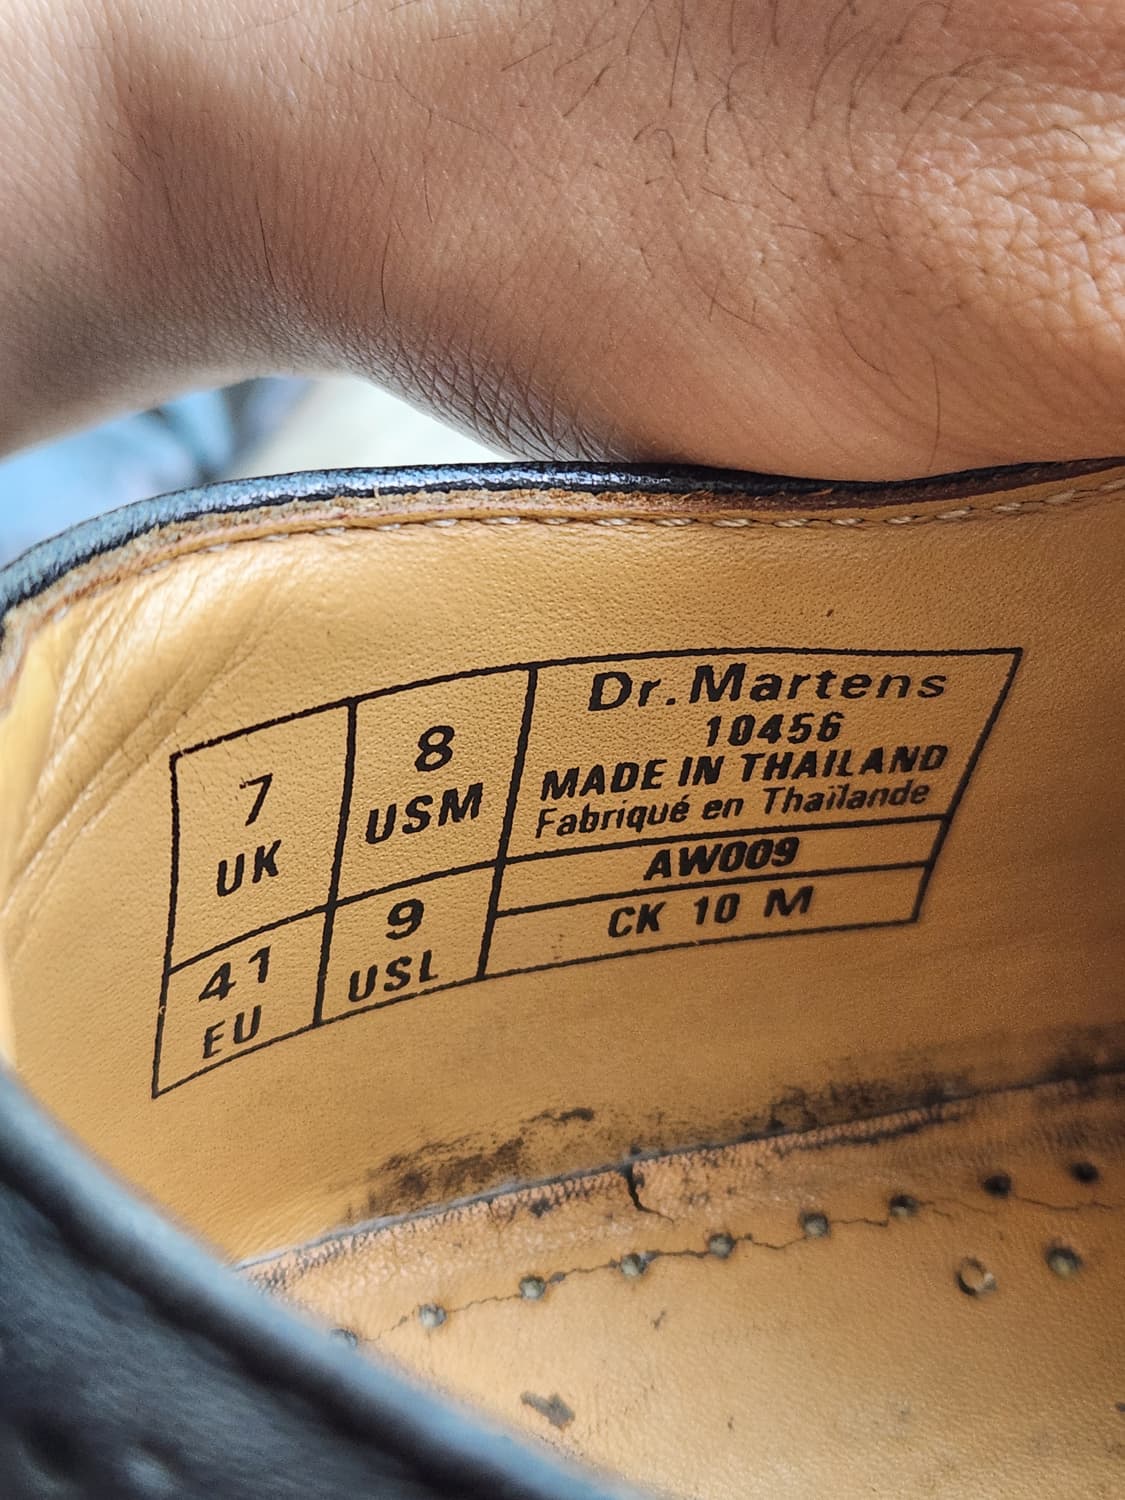 7
UK
8
USM
41
EU
9
USL
Dr.Martens
10456
MADE IN THAILAND
Fabriqué en Thaïlande
AW009
CK 10 M